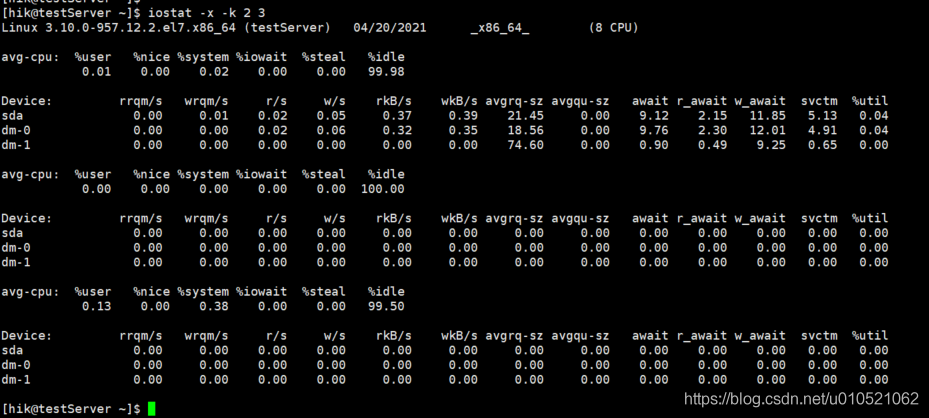 [hik@testServer ~]$ iostat -x -k 2 3
Linux 3.10.0-957.12.2.el7.x86_64 (testServer) 04/20/2021 _x86_64_ (8 CPU)
avg-cpu: %user %nice %system %iowait %steal %idle
0.01 0.00 0.02 0.00 0.00 99.98
Device: rrqm/s wrqm/s r/s w/s rkB/s wkB/s avgrq-sz avgqu-sz await r_await w_await svctm %util
sda 0.00 0.01 0.02 0.05 0.37 0.39 21.45 0.00 9.12 2.15 11.85 5.13 0.04
dm-0 0.00 0.00 0.02 0.06 0.32 0.35 18.56 0.00 9.76 2.30 12.01 4.91 0.04
dm-1 0.00 0.00 0.00 0.00 0.00 0.00 74.60 0.00 0.90 0.49 9.25 0.65 0.00
avg-cpu: %user %nice %system %iowait %steal %idle
0.00 0.00 0.00 0.00 0.00 100.00
Device: rrqm/s wrqm/s r/s w/s rkB/s wkB/s avgrq-sz avgqu-sz await r_await w_await svctm %util
sda 0.00 0.00 0.00 0.00 0.00 0.00 0.00 0.00 0.00 0.00 0.00 0.00 0.00
dm-0 0.00 0.00 0.00 0.00 0.00 0.00 0.00 0.00 0.00 0.00 0.00 0.00 0.00
dm-1 0.00 0.00 0.00 0.00 0.00 0.00 0.00 0.00 0.00 0.00 0.00 0.00 0.00
avg-cpu: %user %nice %system %iowait %steal %idle
0.13 0.00 0.38 0.00 0.00 99.50
Device: rrqm/s wrqm/s r/s w/s rkB/s wkB/s avgrq-sz avgqu-sz await r_await w_await svctm %util
sda 0.00 0.00 0.00 0.00 0.00 0.00 0.00 0.00 0.00 0.00 0.00 0.00 0.00
dm-0 0.00 0.00 0.00 0.00 0.00 0.00 0.00 0.00 0.00 0.00 0.00 0.00 0.00
dm-1 0.00 0.00 0.00 0.00 0.00 0.00 0.00 0.00 0.00 0.00 0.00 0.00 0.00
[hik@testServer ~]$
https://blog.csdn.net/u010521062